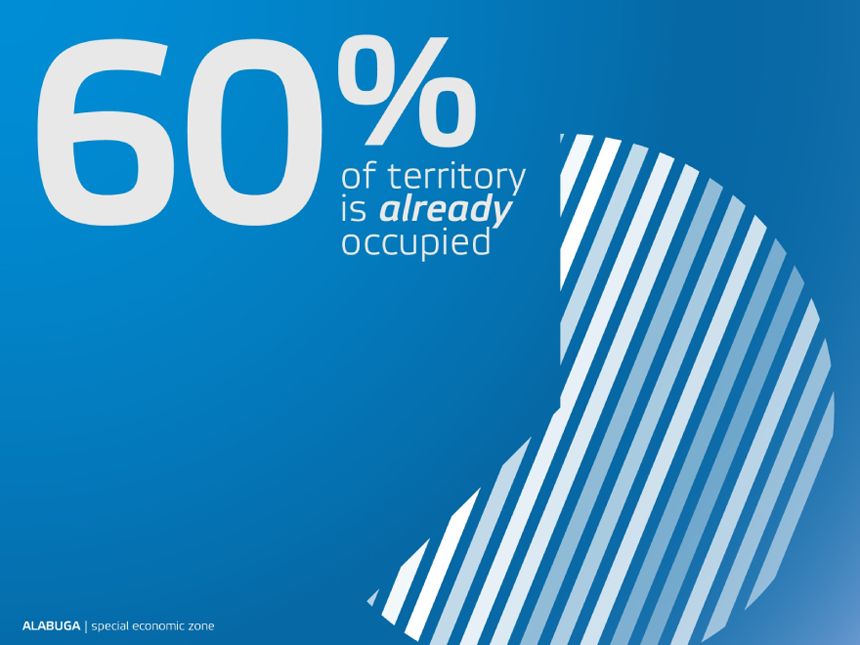 60%
of territory
is already
occupied
ALABUGA | special economic zone